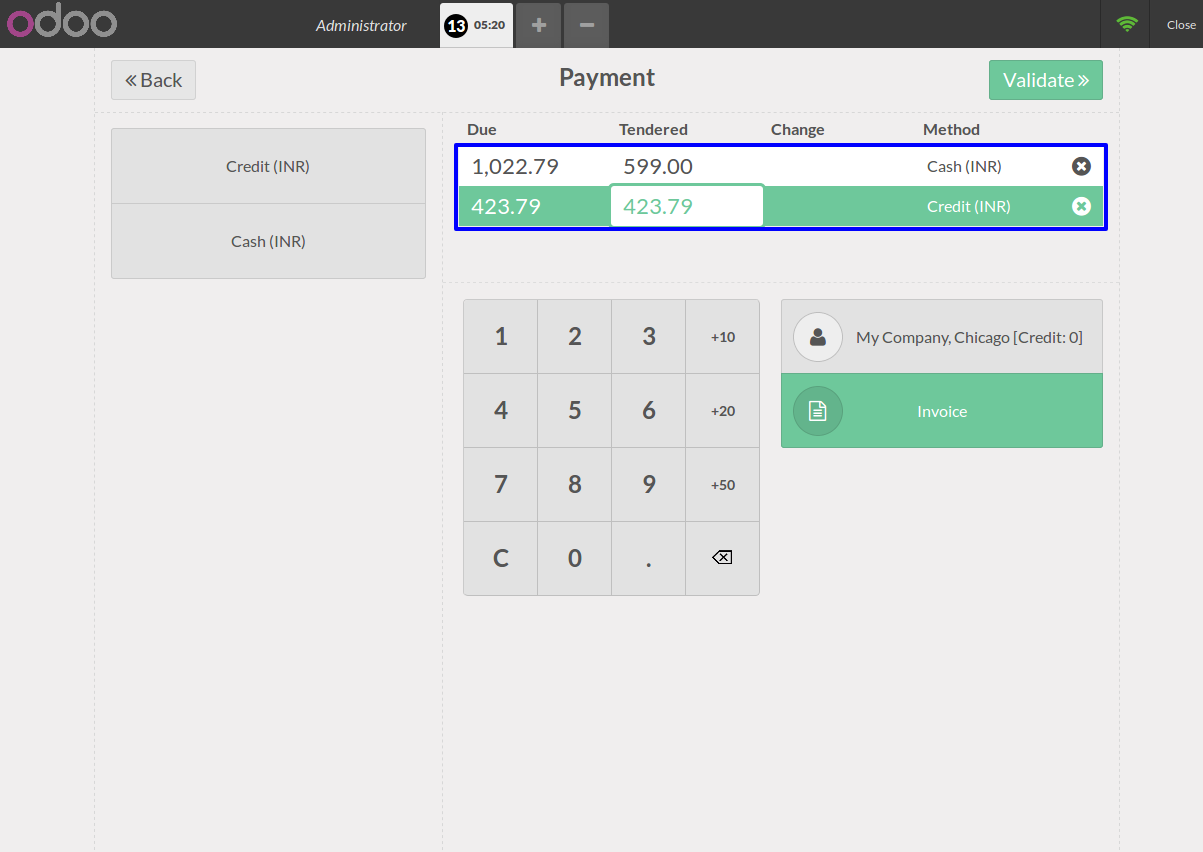 odoo Administrator 13 05:20 + − Close
« Back Payment Validate »
Due Tendered Change Method
1,022.79 599.00 Cash (INR)
423.79 423.79 Credit (INR)
Credit (INR)
Cash (INR)
1 2 3 +10
4 5 6 +20
7 8 9 +50
C 0 .
My Company, Chicago [Credit: 0]
Invoice